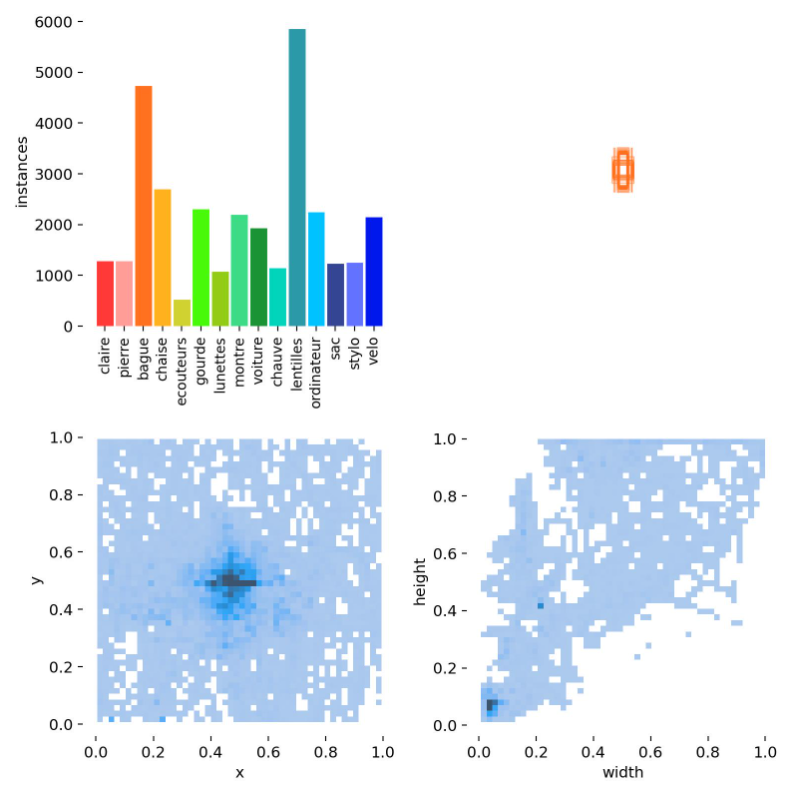 6000
5000
4000
3000
2000
1000
0
instances
claire
pierre
bague
chaise
ecouteurs
gourde
lunettes
montre
voiture
chauve
lentilles
ordinateur
sac
stylo
velo
1.0
0.8
0.6
0.4
0.2
0.0
y
0.0 0.2 0.4 0.6 0.8 1.0
x
1.0
0.8
0.6
0.4
0.2
0.0
height
0.0 0.2 0.4 0.6 0.8 1.0
width